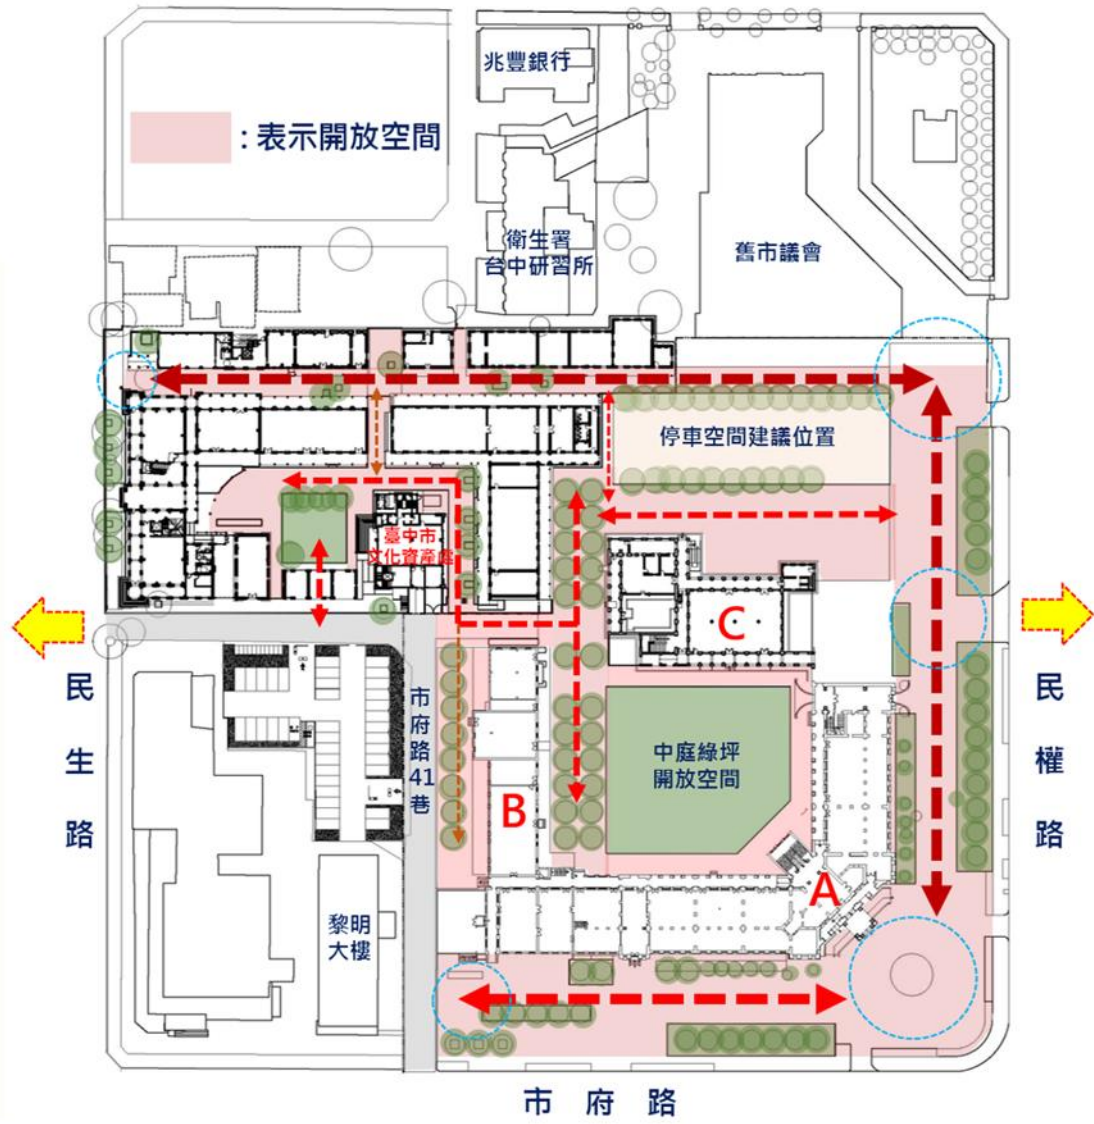 兆豐銀行
：表示開放空間
衛生署
台中研習所
舊市議會
停車空間建議位置
臺中市
文化資產處
C
民生路
市府路41巷
中庭綠坪
開放空間
民權路
B
A
黎明
大樓
市府路